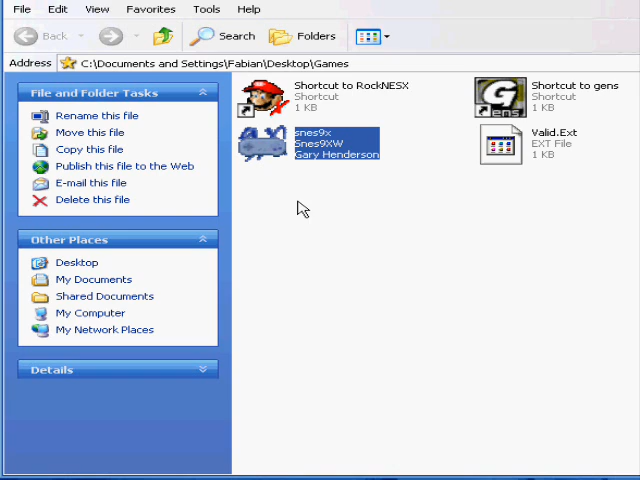 File Edit View Favorites Tools Help
Back Search Folders
Address C:\Documents and Settings\Fabian\Desktop\Games
File and Folder Tasks
Rename this file
Move this file
Copy this file
Publish this file to the Web
E-mail this file
Delete this file
Other Places
Desktop
My Documents
Shared Documents
My Computer
My Network Places
Details
Shortcut to RockNESX
Shortcut
1 KB
Shortcut to gens
Shortcut
1 KB
G
gens
snes9x
Snes9XW
Gary Henderson
Valid.Ext
EXT File
1 KB